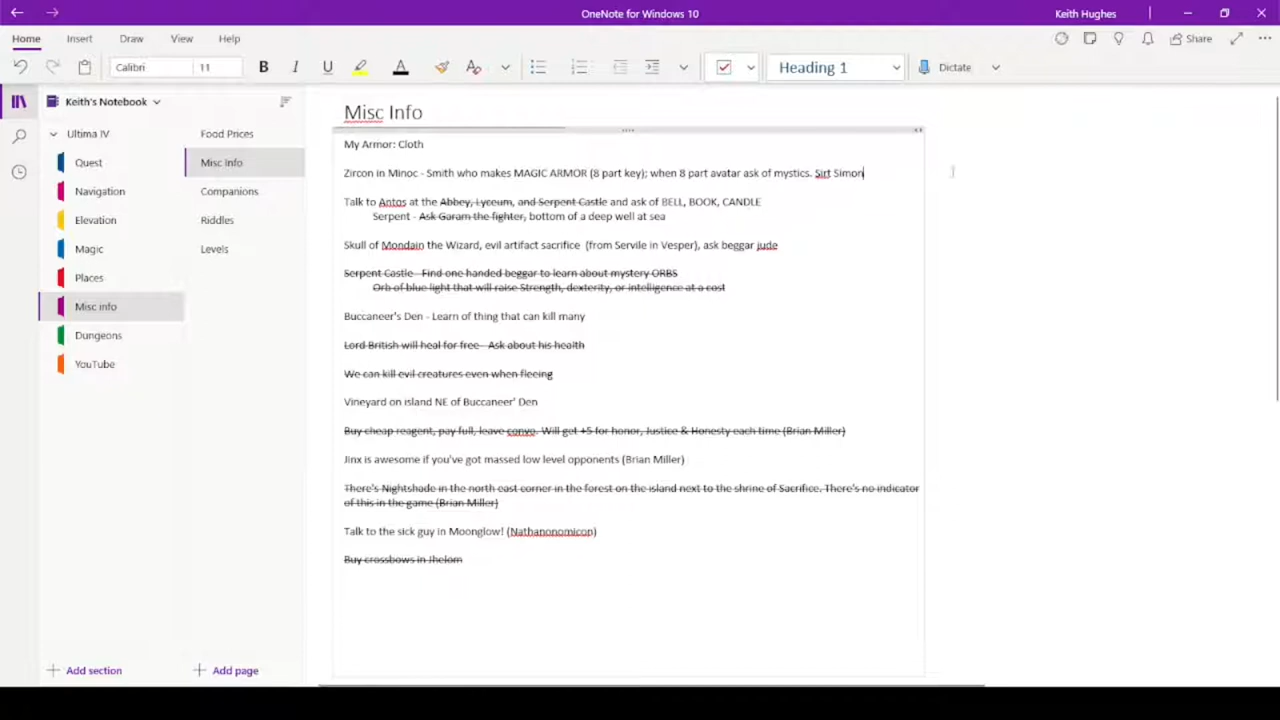 OneNote for Windows 10
Keith Hughes
Home Insert Draw View Help
Share
Calibri 11 B I U A Heading 1 Dictate
Keith's Notebook
Ultima IV
Quest
Navigation
Elevation
Magic
Places
Misc info
Dungeons
YouTube
Food Prices
Misc Info
Companions
Riddles
Levels
Misc Info
My Armor: Cloth
Zircon in Minoc - Smith who makes MAGIC ARMOR (8 part key); when 8 part avatar ask of mystics. Sirt Simon
Talk to Antos at the Abbey, Lyceum, and Serpent Castle and ask of BELL, BOOK, CANDLE
Serpent - Ask Garam the fighter, bottom of a deep well at sea
Skull of Mondain the Wizard, evil artifact sacrifice (from Servile in Vesper), ask beggar jude
Serpent Castle - Find one handed beggar to learn about mystery ORBS
Orb of blue light that will raise Strength, dexterity, or intelligence at a cost
Buccaneer's Den - Learn of thing that can kill many
Lord British will heal for free - Ask about his health
We can kill evil creatures even when fleeing
Vineyard on island NE of Buccaneer' Den
Buy cheap reagent, pay full, leave convo. Will get +5 for honor, Justice & Honesty each time (Brian Miller)
Jinx is awesome if you've got massed low level opponents (Brian Miller)
There's Nightshade in the north east corner in the forest on the island next to the shrine of Sacrifice. There's no indicator
of this in the game (Brian Miller)
Talk to the sick guy in Moonglow! (Nathanonomicon)
Buy crossbows in Jhelom
Add section
Add page